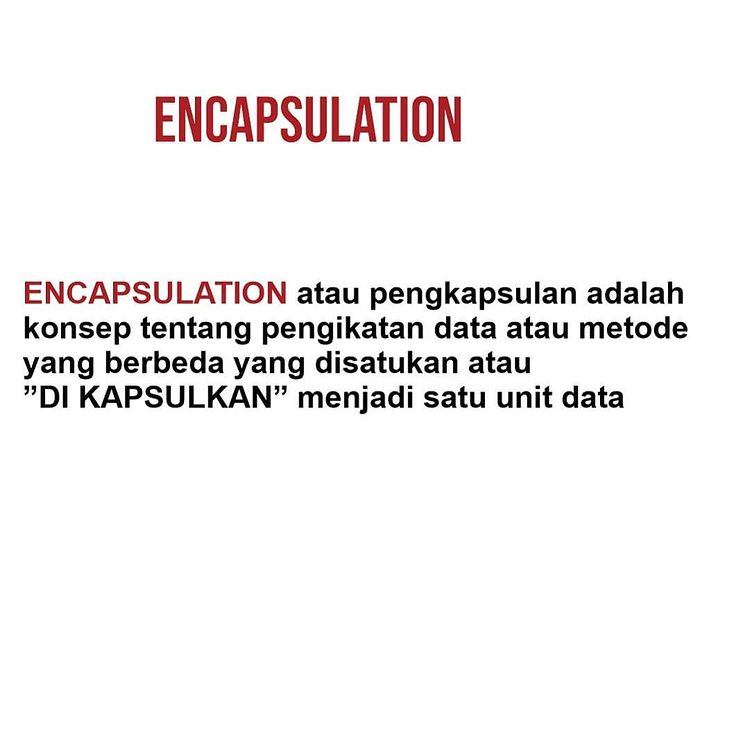 ENCAPSULATION
ENCAPSULATION atau pengkapsulan adalah
konsep tentang pengikatan data atau metode
yang berbeda yang disatukan atau
”DI KAPSULKAN” menjadi satu unit data